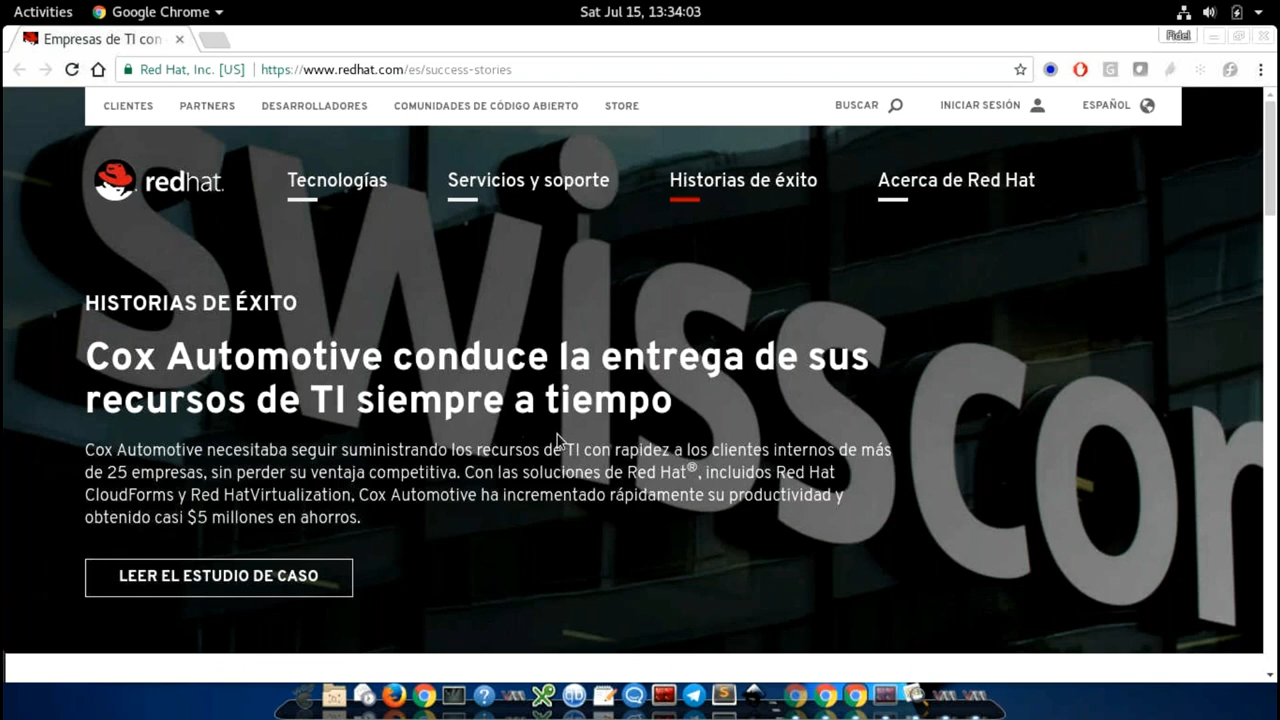 Activities Google Chrome Sat Jul 15, 13:34:03
Empresas de TI con
Fidel
Red Hat, Inc. [US] https://www.redhat.com/es/success-stories
CLIENTES PARTNERS DESARROLLADORES COMUNIDADES DE CÓDIGO ABIERTO STORE BUSCAR INICIAR SESIÓN ESPAÑOL
redhat. Tecnologías Servicios y soporte Historias de éxito Acerca de Red Hat
swisscom
HISTORIAS DE ÉXITO
Cox Automotive conduce la entrega de sus
recursos de TI siempre a tiempo
Cox Automotive necesitaba seguir suministrando los recursos de TI con rapidez a los clientes internos de más
de 25 empresas, sin perder su ventaja competitiva. Con las soluciones de Red Hat®, incluidos Red Hat
CloudForms y Red HatVirtualization, Cox Automotive ha incrementado rápidamente su productividad y
obtenido casi $5 millones en ahorros.
LEER EL ESTUDIO DE CASO